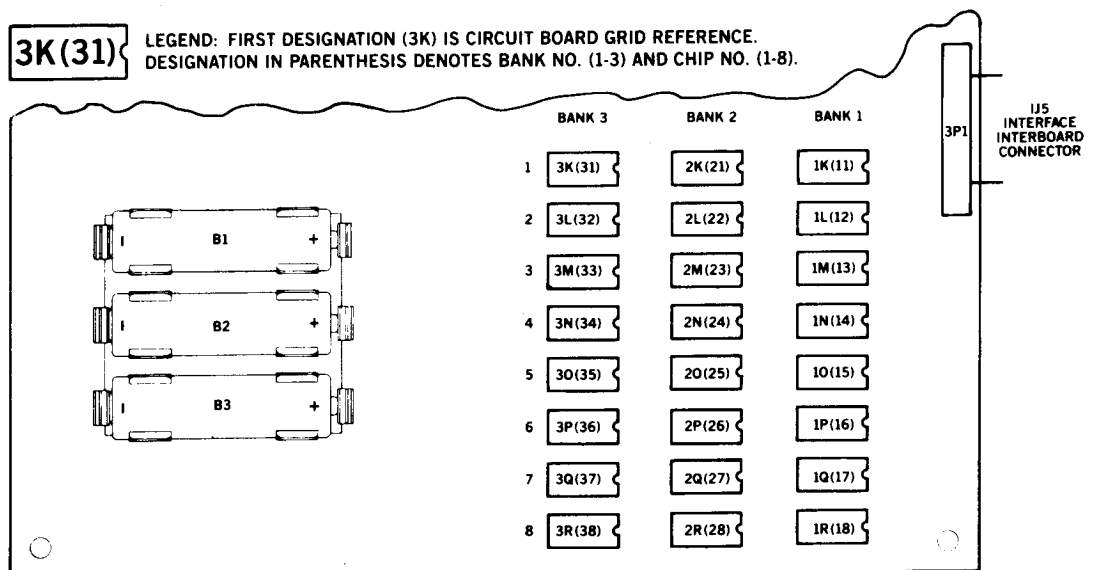 3K(31)
LEGEND: FIRST DESIGNATION (3K) IS CIRCUIT BOARD GRID REFERENCE.
DESIGNATION IN PARENTHESIS DENOTES BANK NO. (1-3) AND CHIP NO. (1-8).
BANK 3 BANK 2 BANK 1
3P1
IJ5
INTERFACE
INTERBOARD
CONNECTOR
1 3K(31) 2K(21) 1K(11)
2 3L(32) 2L(22) 1L(12)
3 3M(33) 2M(23) 1M(13)
4 3N(34) 2N(24) 1N(14)
5 3O(35) 2O(25) 1O(15)
6 3P(36) 2P(26) 1P(16)
7 3Q(37) 2Q(27) 1Q(17)
8 3R(38) 2R(28) 1R(18)
- B1 +
- B2 +
- B3 +